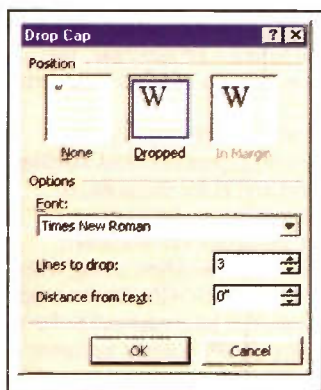 Drop Cap
Position
W W
None Dropped In Margin
Options
Font:
Times New Roman
Lines to drop: 3
Distance from text: 0"
OK Cancel